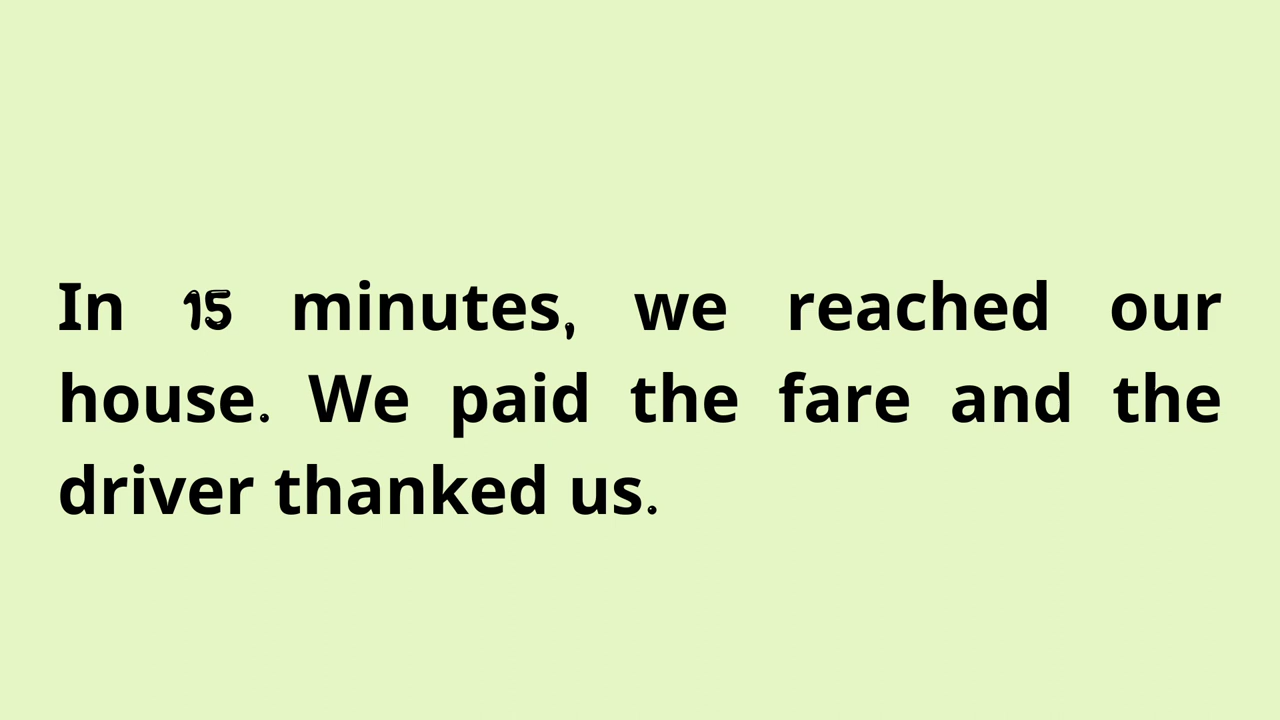 In 15 minutes, we reached our
house. We paid the fare and the
driver thanked us.